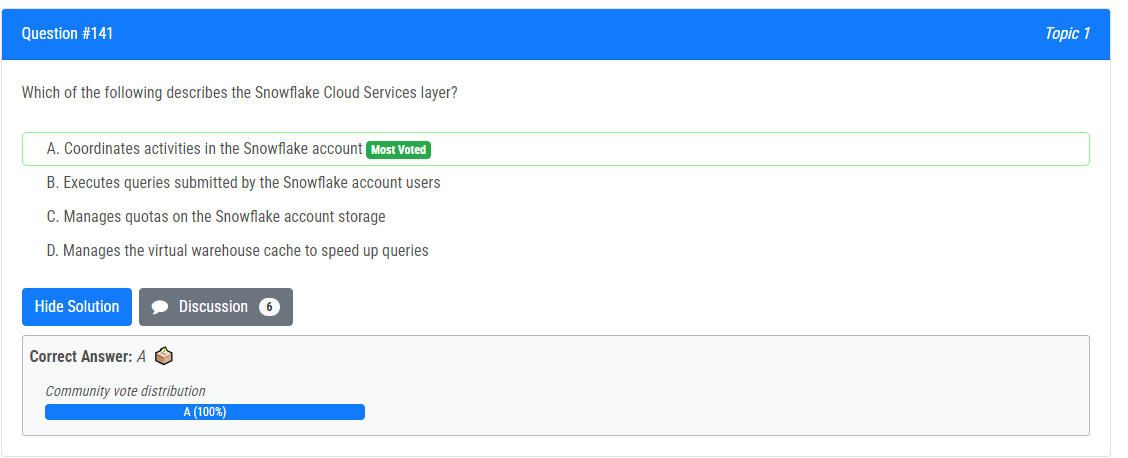 Question #141 Topic 1
Which of the following describes the Snowflake Cloud Services layer?
A. Coordinates activities in the Snowflake account Most Voted
B. Executes queries submitted by the Snowflake account users
C. Manages quotas on the Snowflake account storage
D. Manages the virtual warehouse cache to speed up queries
Hide Solution Discussion 6
Correct Answer: A
Community vote distribution
A (100%)